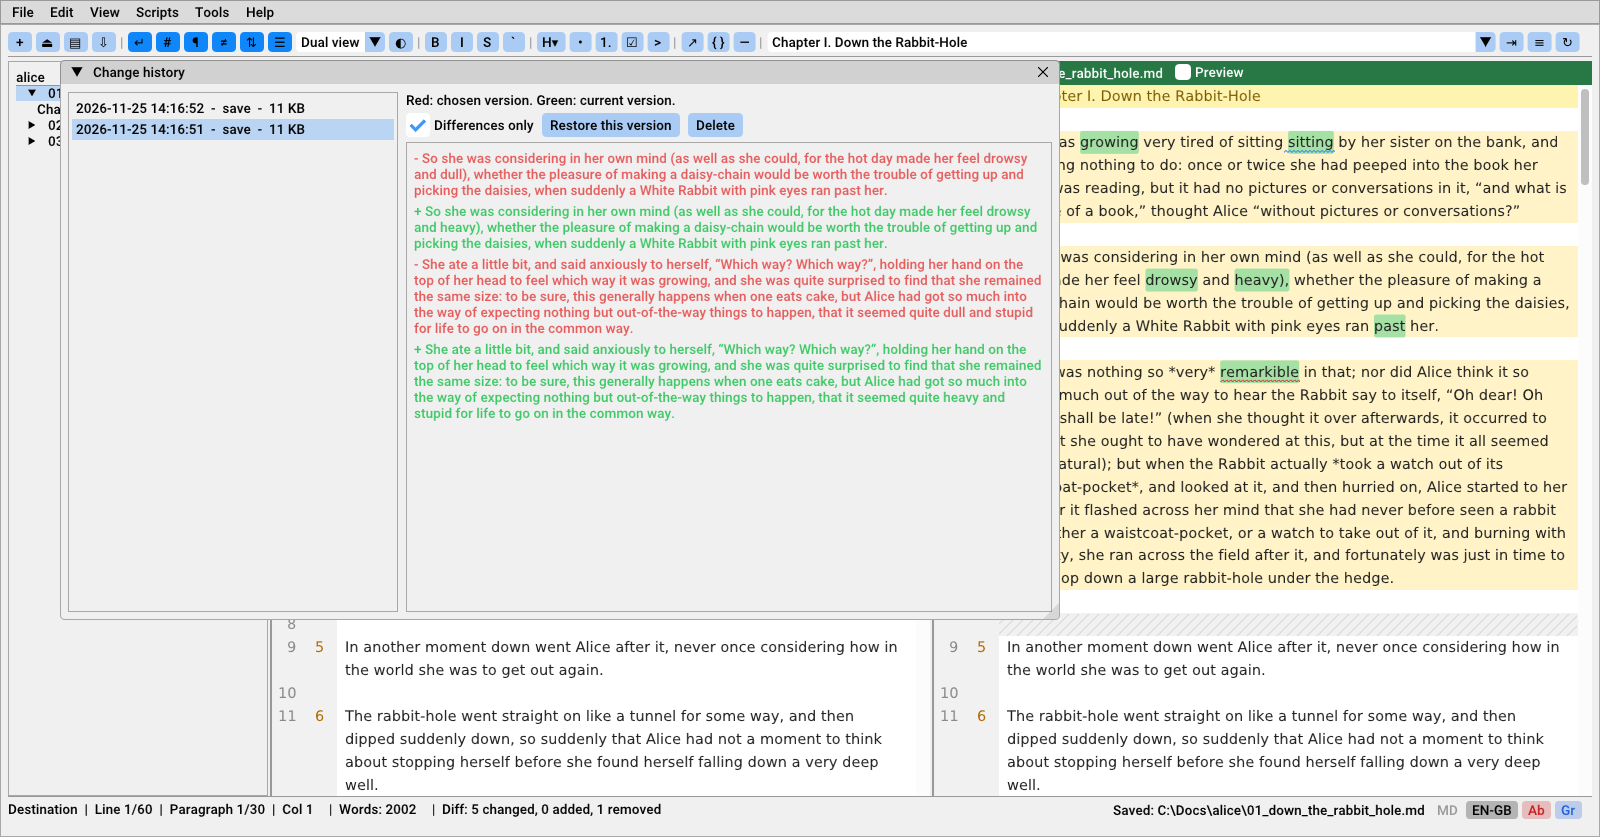 File Edit View Scripts Tools Help
+ ⏏ ▤ ⇩ | ↵ # ¶ ≠ ⇅ ☰ Dual view ▼ ◐ | B I S ` | H▾ • 1. ☑ > | ↗ { } — | Chapter I. Down the Rabbit-Hole ▼ ⇥ ≡ ↻
alice
▼ 01
Cha
▶ 02
▶ 03
▼ Change history
2026-11-25 14:16:52 - save - 11 KB
2026-11-25 14:16:51 - save - 11 KB
Red: chosen version. Green: current version.
Differences only Restore this version Delete
- So she was considering in her own mind (as well as she could, for the hot day made her feel drowsy
and dull), whether the pleasure of making a daisy-chain would be worth the trouble of getting up and
picking the daisies, when suddenly a White Rabbit with pink eyes ran past her.
+ So she was considering in her own mind (as well as she could, for the hot day made her feel drowsy
and heavy), whether the pleasure of making a daisy-chain would be worth the trouble of getting up and
picking the daisies, when suddenly a White Rabbit with pink eyes ran past her.
- She ate a little bit, and said anxiously to herself, “Which way? Which way?”, holding her hand on the
top of her head to feel which way it was growing, and she was quite surprised to find that she remained
the same size: to be sure, this generally happens when one eats cake, but Alice had got so much into
the way of expecting nothing but out-of-the-way things to happen, that it seemed quite dull and stupid
for life to go on in the common way.
+ She ate a little bit, and said anxiously to herself, “Which way? Which way?”, holding her hand on the
top of her head to feel which way it was growing, and she was quite surprised to find that she remained
the same size: to be sure, this generally happens when one eats cake, but Alice had got so much into
the way of expecting nothing but out-of-the-way things to happen, that it seemed quite heavy and
stupid for life to go on in the common way.
e_rabbit_hole.md Preview
ter I. Down the Rabbit-Hole
as growing very tired of sitting sitting by her sister on the bank, and
ng nothing to do: once or twice she had peeped into the book her
was reading, but it had no pictures or conversations in it, “and what is
of a book,” thought Alice “without pictures or conversations?”
was considering in her own mind (as well as she could, for the hot
de her feel drowsy and heavy), whether the pleasure of making a
hain would be worth the trouble of getting up and picking the daisies,
uddenly a White Rabbit with pink eyes ran past her.
was nothing so *very* remarkible in that; nor did Alice think it so
much out of the way to hear the Rabbit say to itself, “Oh dear! Oh
shall be late!” (when she thought it over afterwards, it occurred to
t she ought to have wondered at this, but at the time it all seemed
atural); but when the Rabbit actually *took a watch out of its
oat-pocket*, and looked at it, and then hurried on, Alice started to her
r it flashed across her mind that she had never before seen a rabbit
ther a waistcoat-pocket, or a watch to take out of it, and burning with
y, she ran across the field after it, and fortunately was just in time to
op down a large rabbit-hole under the hedge.
8
9 5 In another moment down went Alice after it, never once considering how in
the world she was to get out again.
10
11 6 The rabbit-hole went straight on like a tunnel for some way, and then
dipped suddenly down, so suddenly that Alice had not a moment to think
about stopping herself before she found herself falling down a very deep
well.
9 5 In another moment down went Alice after it, never once considering how in
the world she was to get out again.
10
11 6 The rabbit-hole went straight on like a tunnel for some way, and then
dipped suddenly down, so suddenly that Alice had not a moment to think
about stopping herself before she found herself falling down a very deep
well.
Destination | Line 1/60 | Paragraph 1/30 | Col 1 | Words: 2002 | Diff: 5 changed, 0 added, 1 removed
Saved: C:\Docs\alice\01_down_the_rabbit_hole.md MD EN-GB Ab Gr